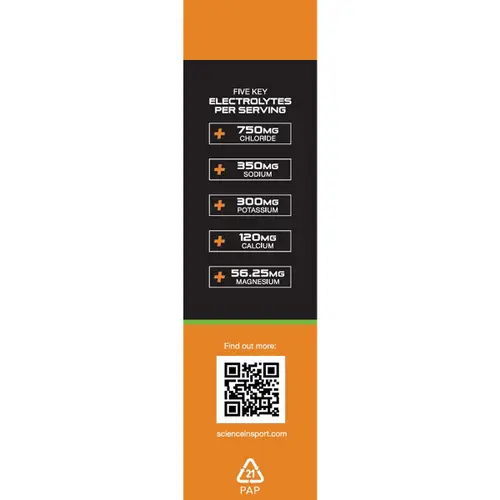 FIVE KEY
ELECTROLYTES
PER SERVING
+ 750MG
CHLORIDE
+ 350MG
SODIUM
+ 300MG
POTASSIUM
+ 120MG
CALCIUM
+ 56.25MG
MAGNESIUM
Find out more:
scienceinsport.com
21
PAP